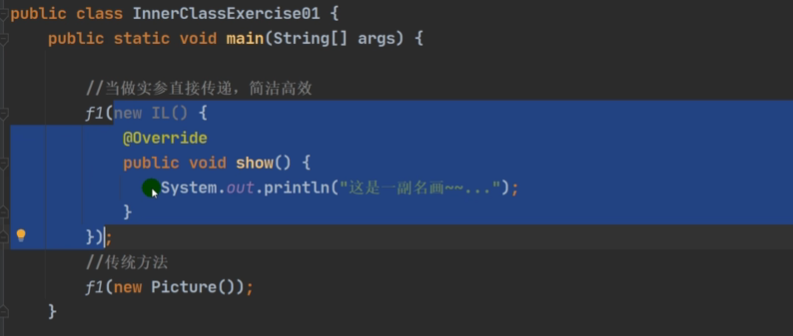 public class InnerClassExercise01 {
public static void main(String[] args) {
//当做实参直接传递，简洁高效
f1(new IL() {
@Override
public void show() {
System.out.println("这是一副名画~~...");
}
});
//传统方法
f1(new Picture());
}